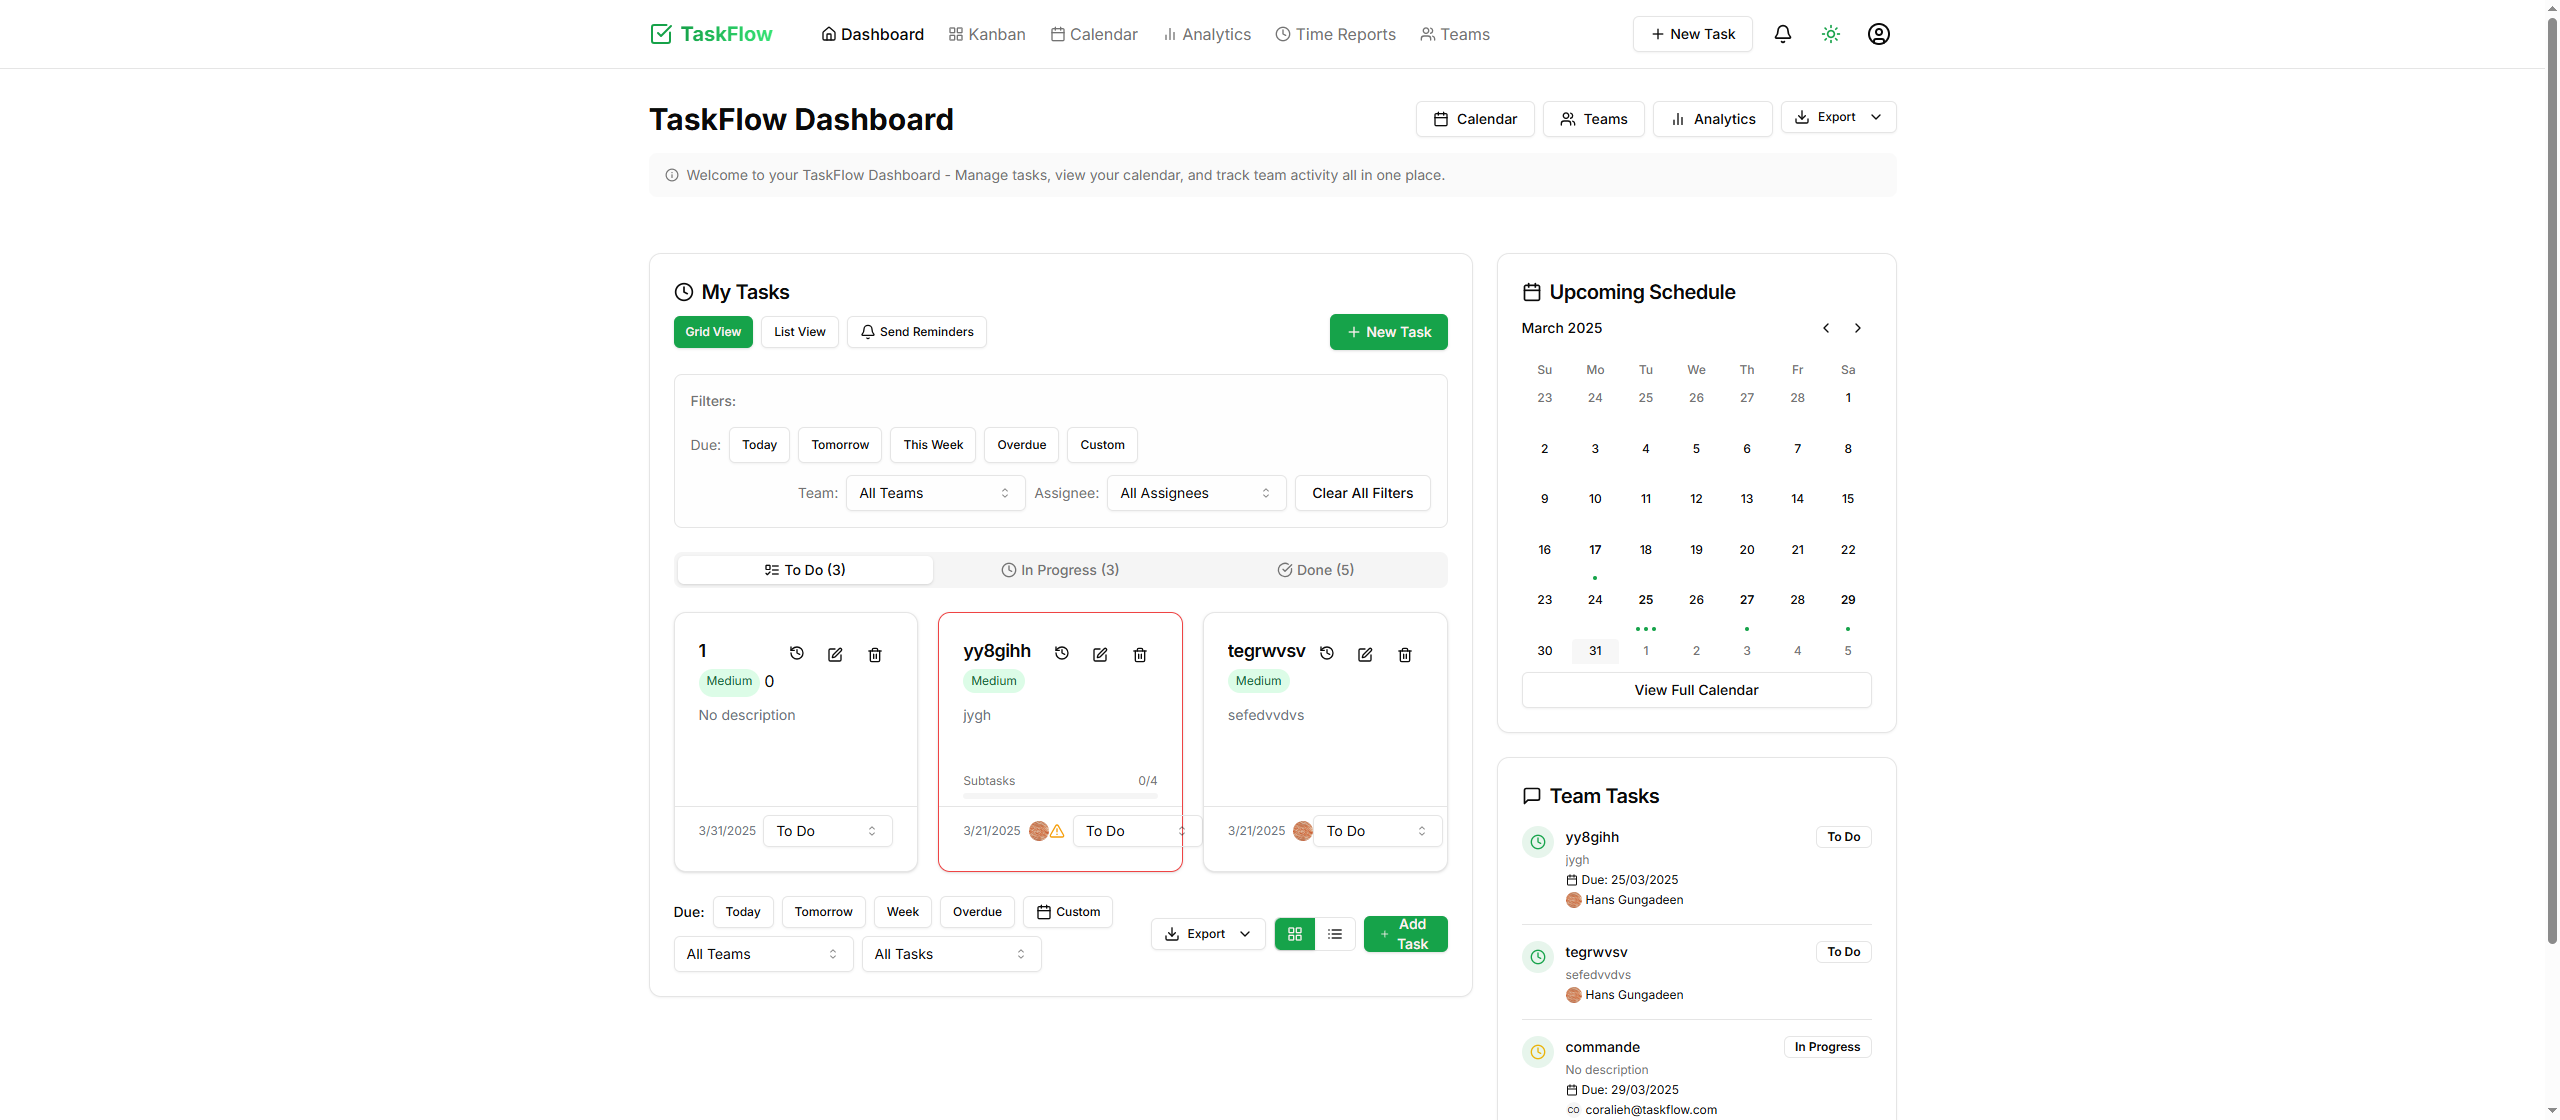 TaskFlow Dashboard Kanban Calendar Analytics Time Reports Teams + New Task
TaskFlow Dashboard
Calendar Teams Analytics Export
Welcome to your TaskFlow Dashboard - Manage tasks, view your calendar, and track team activity all in one place.
My Tasks
Grid View List View Send Reminders + New Task
Filters:
Due: Today Tomorrow This Week Overdue Custom
Team: All Teams Assignee: All Assignees Clear All Filters
To Do (3) In Progress (3) Done (5)
1
Medium 0
No description
3/31/2025 To Do
yy8gihh
Medium
jygh
Subtasks 0/4
3/21/2025 To Do
tegrwvsv
Medium
sefedvvdvs
3/21/2025 To Do
Due: Today Tomorrow Week Overdue Custom
All Teams All Tasks
Export + Add Task
Upcoming Schedule
March 2025
Su Mo Tu We Th Fr Sa
23 24 25 26 27 28 1
2 3 4 5 6 7 8
9 10 11 12 13 14 15
16 17 18 19 20 21 22
23 24 25 26 27 28 29
30 31 1 2 3 4 5
View Full Calendar
Team Tasks
yy8gihh To Do
jygh
Due: 25/03/2025
Hans Gungadeen
tegrwvsv To Do
sefedvvdvs
Hans Gungadeen
commande In Progress
No description
Due: 29/03/2025
CO coralieh@taskflow.com